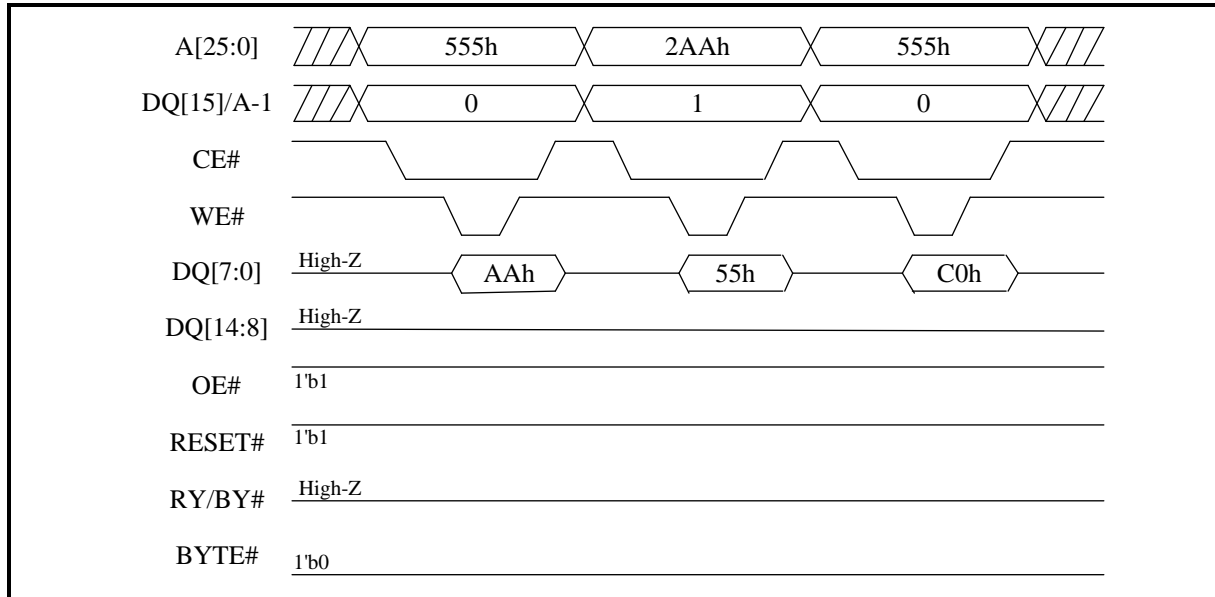 A[25:0] 555h 2AAh 555h
DQ[15]/A-1 0 1 0
CE#
WE#
DQ[7:0] High-Z AAh 55h C0h
DQ[14:8] High-Z
OE# 1'b1
RESET# 1'b1
RY/BY# High-Z
BYTE# 1'b0